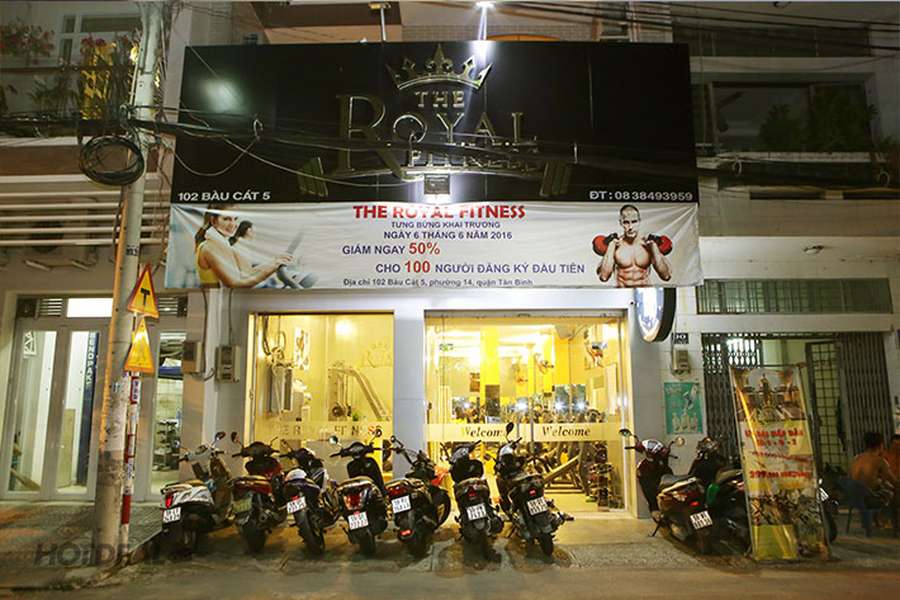 THE
ROYAL
FITNESS
102 BÀU CÁT 5
ĐT : 08 38493959
THE ROYAL FITNESS
TƯNG BỪNG KHAI TRƯƠNG
NGÀY 6 THÁNG 6 NĂM 2016
GIẢM NGAY 50%
CHO 100 NGƯỜI ĐĂNG KÝ ĐẦU TIÊN
Địa chỉ 102 Bàu Cát 5, phường 14, quận Tân Bình
Welcome
Welcome
HOTDEAL